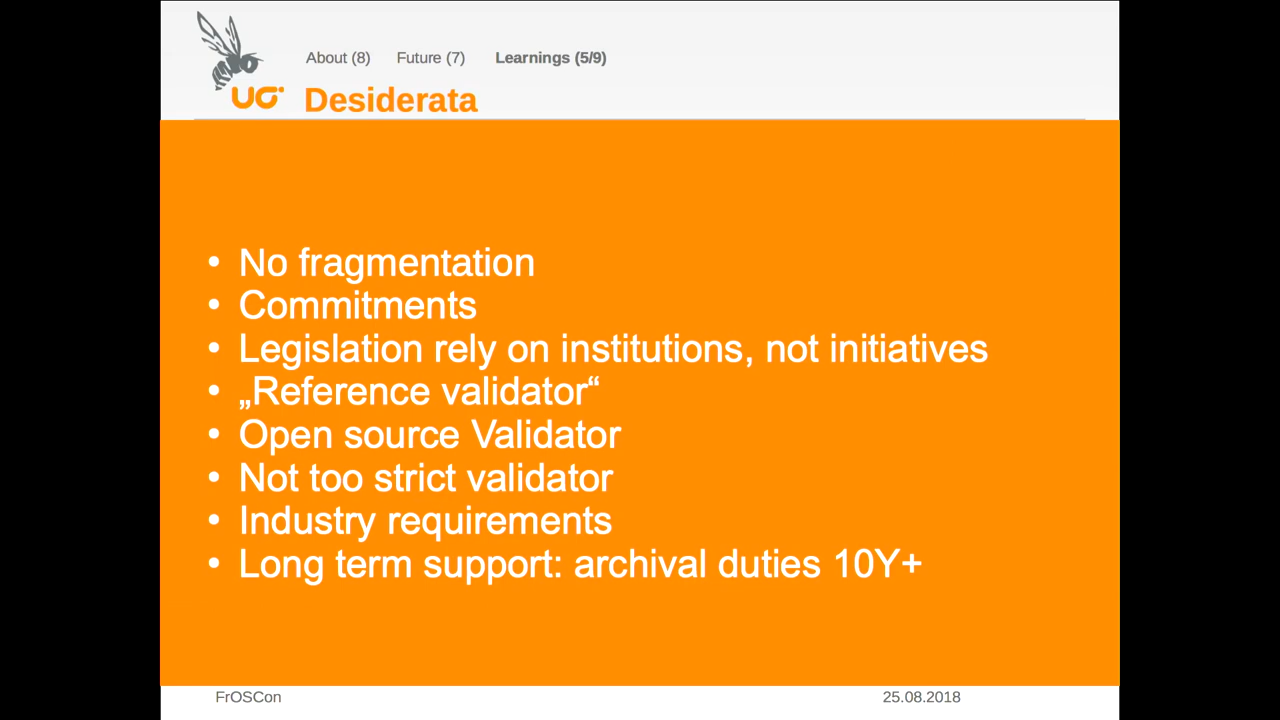 About (8) Future (7) Learnings (5/9)
Desiderata
• No fragmentation
• Commitments
• Legislation rely on institutions, not initiatives
• „Reference validator“
• Open source Validator
• Not too strict validator
• Industry requirements
• Long term support: archival duties 10Y+
FrOSCon 25.08.2018